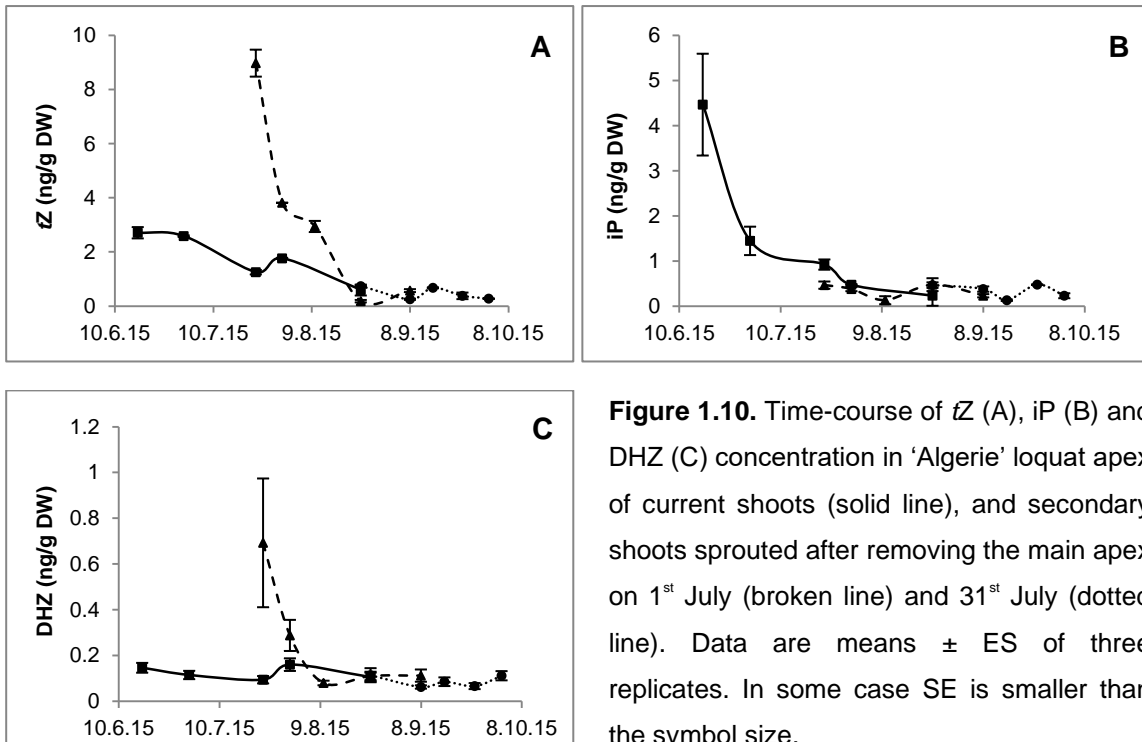 A
10
8
6
4
2
0
tZ (ng/g DW)
10.6.15 10.7.15 9.8.15 8.9.15 8.10.15
B
6
5
4
3
2
1
0
iP (ng/g DW)
10.6.15 10.7.15 9.8.15 8.9.15 8.10.15
C
1.2
1
0.8
0.6
0.4
0.2
0
DHZ (ng/g DW)
10.6.15 10.7.15 9.8.15 8.9.15 8.10.15
Figure 1.10. Time-course of tZ (A), iP (B) and
DHZ (C) concentration in ‘Algerie’ loquat apex
of current shoots (solid line), and secondary
shoots sprouted after removing the main apex
on 1st July (broken line) and 31st July (dotted
line). Data are means ± ES of three
replicates. In some case SE is smaller than
the symbol size.